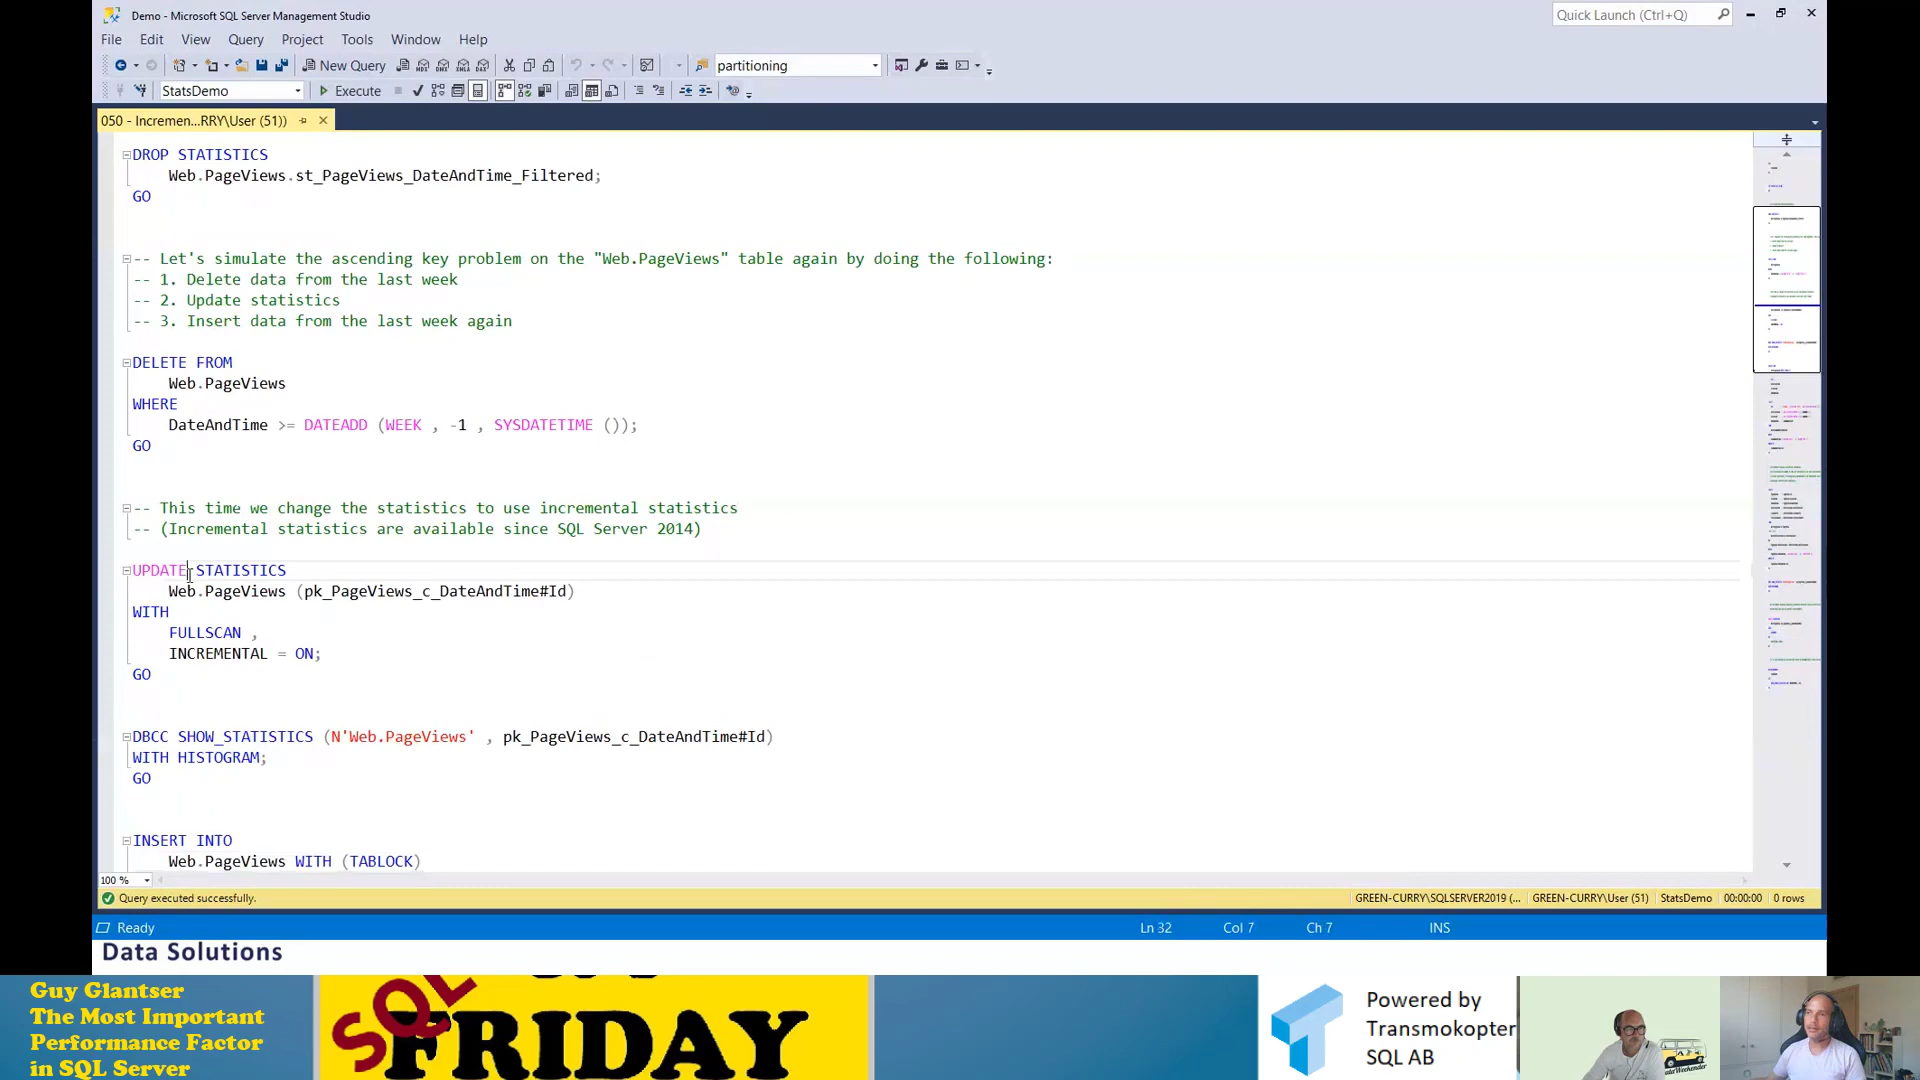 Demo - Microsoft SQL Server Management Studio
Quick Launch (Ctrl+Q)
File Edit View Query Project Tools Window Help
New Query
partitioning
StatsDemo
Execute
050 - Incremen...RRY\User (51))
DROP STATISTICS
Web.PageViews.st_PageViews_DateAndTime_Filtered;
GO
-- Let's simulate the ascending key problem on the "Web.PageViews" table again by doing the following:
-- 1. Delete data from the last week
-- 2. Update statistics
-- 3. Insert data from the last week again
DELETE FROM
Web.PageViews
WHERE
DateAndTime >= DATEADD (WEEK , -1 , SYSDATETIME ());
GO
-- This time we change the statistics to use incremental statistics
-- (Incremental statistics are available since SQL Server 2014)
UPDATE STATISTICS
Web.PageViews (pk_PageViews_c_DateAndTime#Id)
WITH
FULLSCAN ,
INCREMENTAL = ON;
GO
DBCC SHOW_STATISTICS (N'Web.PageViews' , pk_PageViews_c_DateAndTime#Id)
WITH HISTOGRAM;
GO
INSERT INTO
Web.PageViews WITH (TABLOCK)
100 %
Query executed successfully.
GREEN-CURRY\SQLSERVER2019 (... GREEN-CURRY\User (51) StatsDemo 00:00:00 0 rows
Ready Ln 32 Col 7 Ch 7 INS
Data Solutions
Guy Glantser
The Most Important
Performance Factor
in SQL Server
SQL
FRIDAY
Powered by
Transmokopter
SQL AB